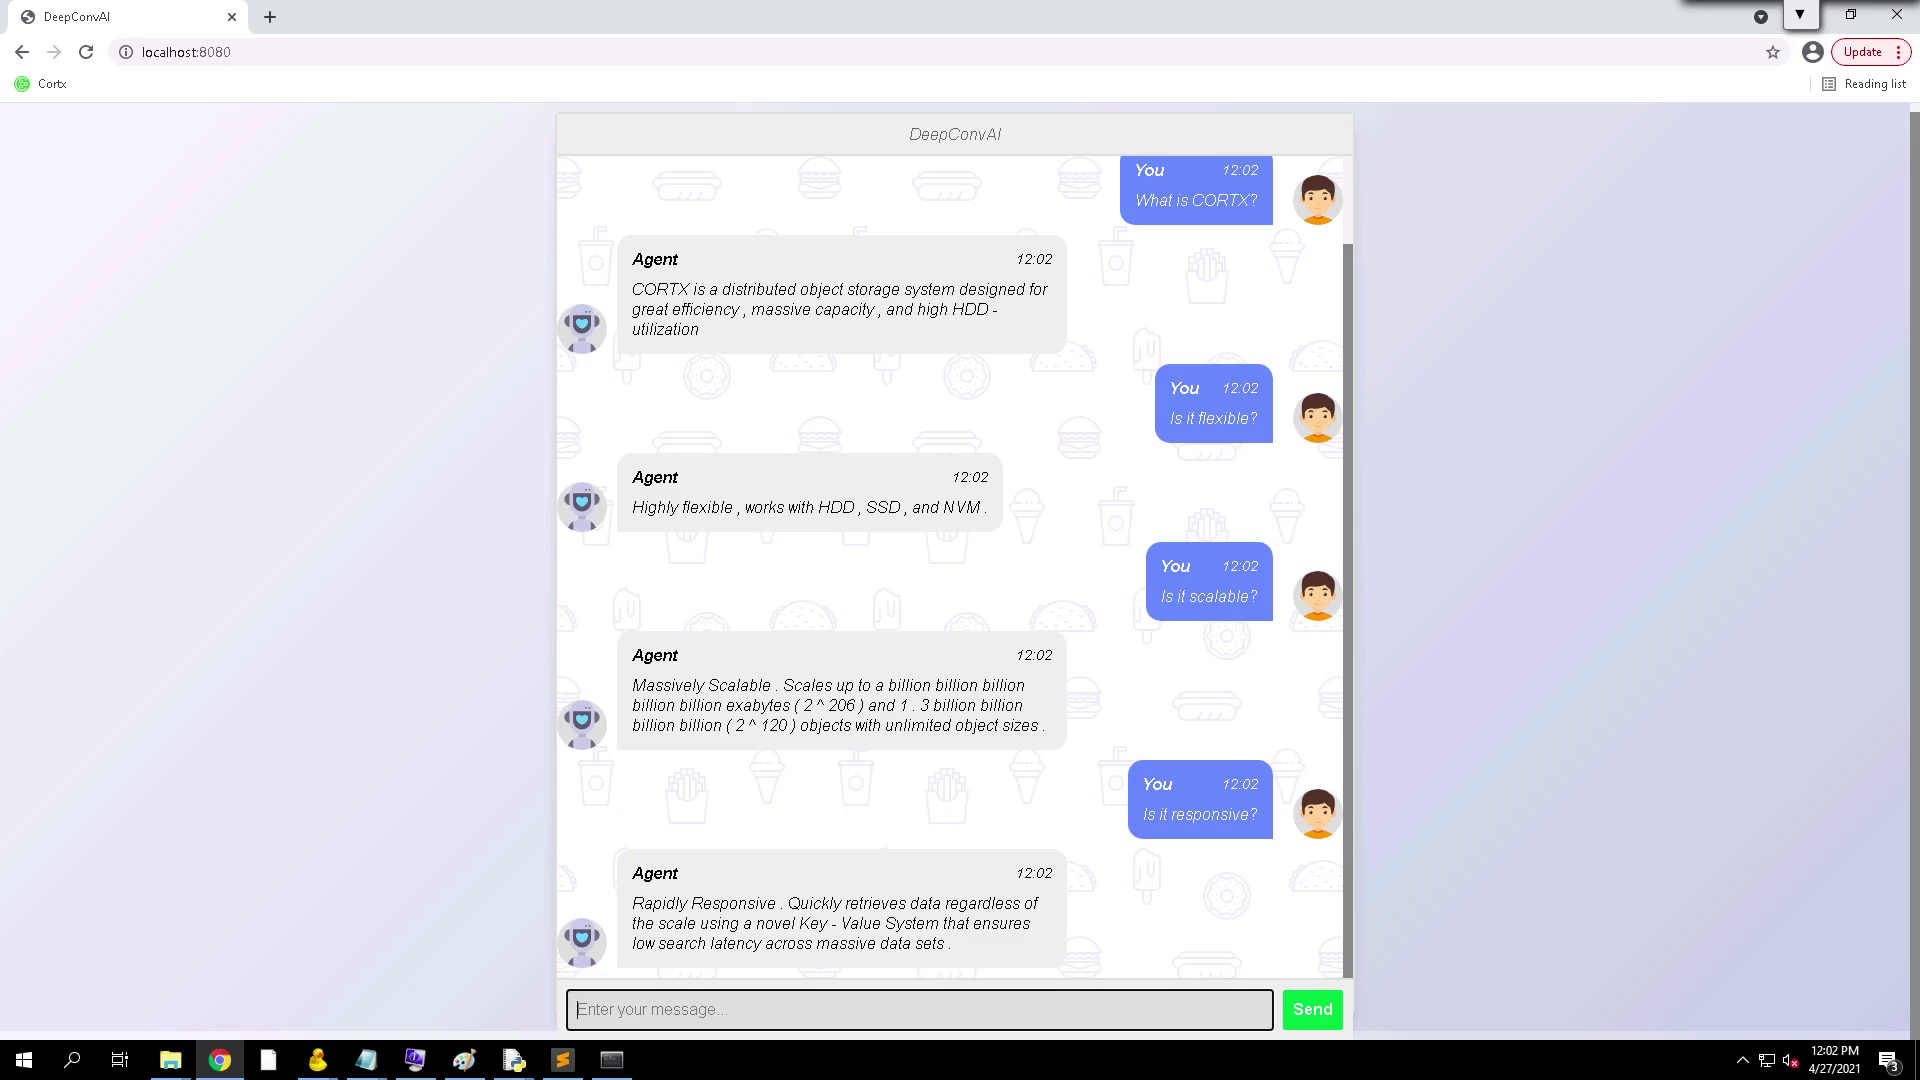 DeepConvAI
localhost:8080
Update
Cortx
Reading list
DeepConvAI
You 12:02
What is CORTX?
Agent 12:02
CORTX is a distributed object storage system designed for
great efficiency , massive capacity , and high HDD -
utilization
You 12:02
Is it flexible?
Agent 12:02
Highly flexible , works with HDD , SSD , and NVM .
You 12:02
Is it scalable?
Agent 12:02
Massively Scalable . Scales up to a billion billion billion
billion billion exabytes ( 2 ^ 206 ) and 1 . 3 billion billion
billion billion ( 2 ^ 120 ) objects with unlimited object sizes .
You 12:02
Is it responsive?
Agent 12:02
Rapidly Responsive . Quickly retrieves data regardless of
the scale using a novel Key - Value System that ensures
low search latency across massive data sets .
Enter your message...
Send
12:02 PM
4/27/2021
3